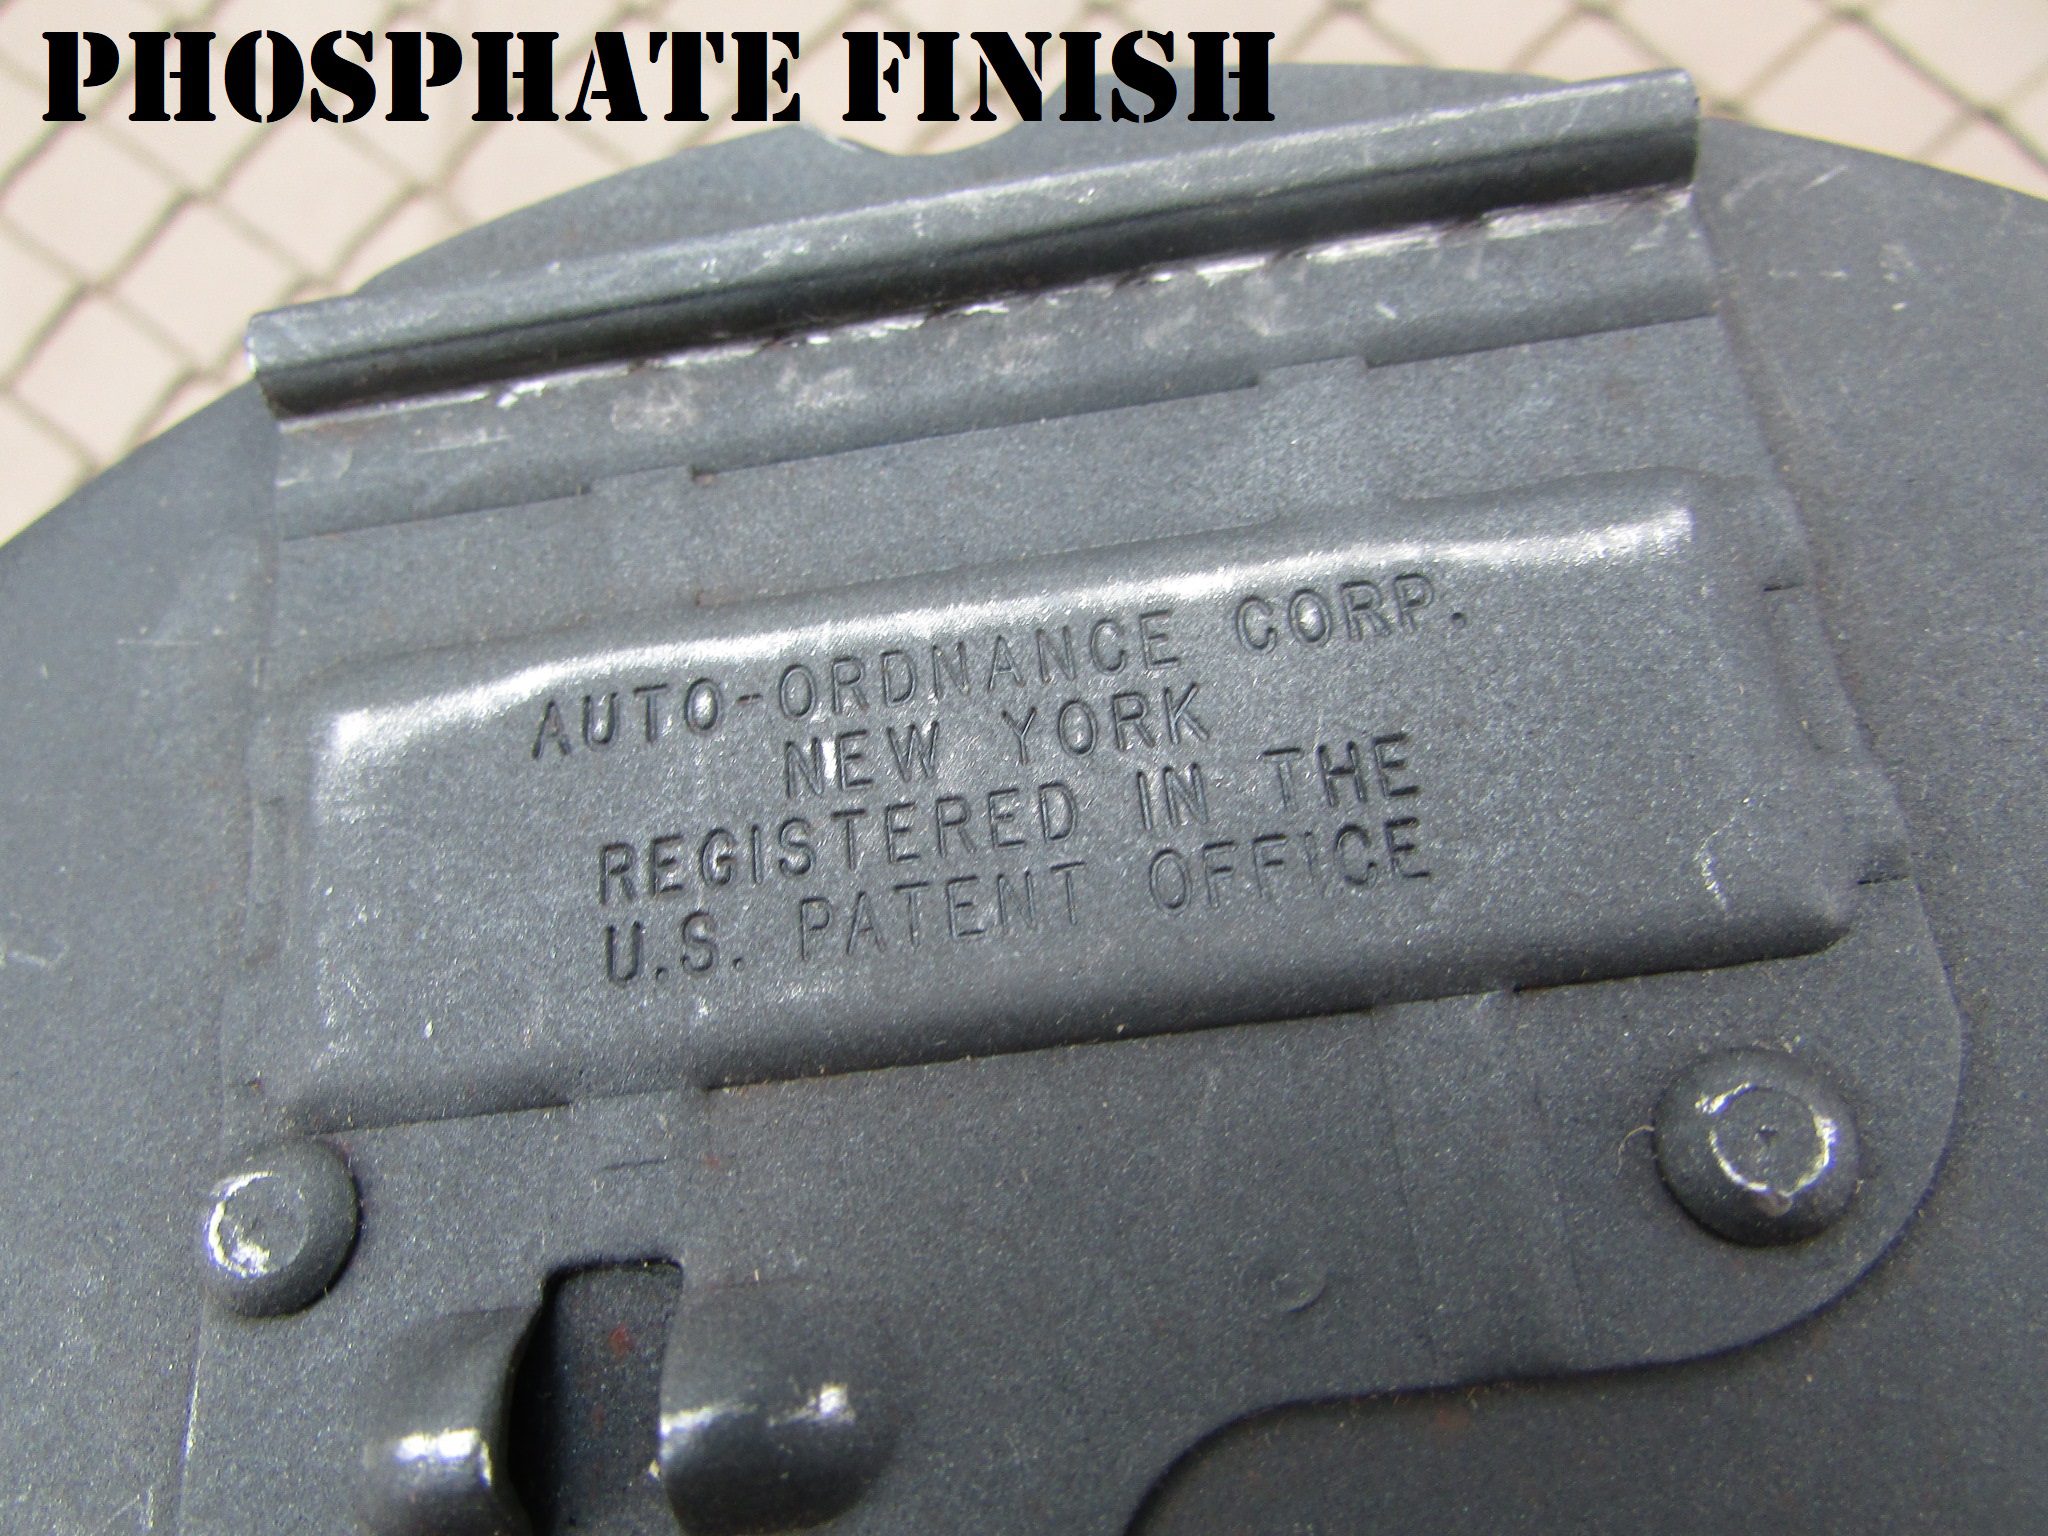 PHOSPHATE FINISH
AUTO-ORDNANCE CORP.
NEW YORK
REGISTERED IN THE
U.S. PATENT OFFICE